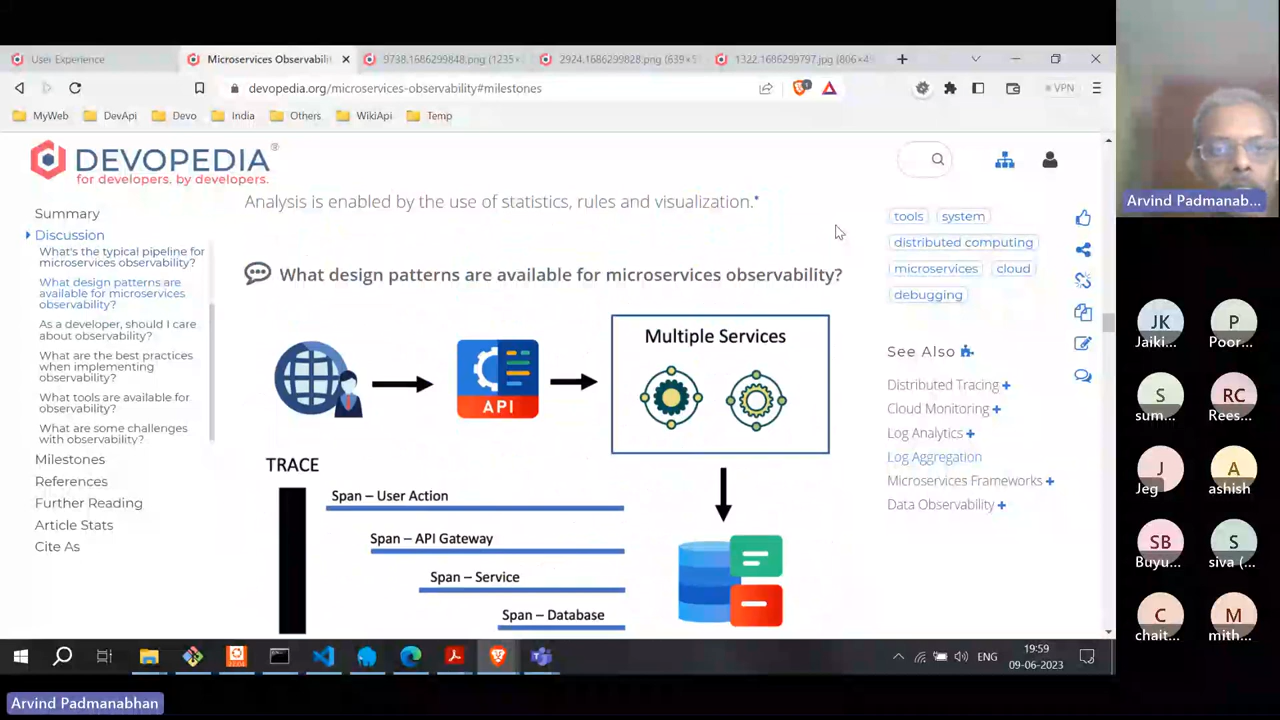 User Experience
Microservices Observabili
9738.1686299848.png (1235×
2924.1686299828.png (639×5
1322.1686299797.jpg (806×4
devopedia.org/microservices-observability#milestones
VPN
MyWeb
DevApi
Devo
India
Others
WikiApi
Temp
DEVOPEDIA®
for developers. by developers.
Summary
Discussion
What's the typical pipeline for
microservices observability?
What design patterns are
available for microservices
observability?
As a developer, should I care
about observability?
What are the best practices
when implementing
observability?
What tools are available for
observability?
What are some challenges
with observability?
Milestones
References
Further Reading
Article Stats
Cite As
Analysis is enabled by the use of statistics, rules and visualization.*
What design patterns are available for microservices observability?
API
Multiple Services
TRACE
Span – User Action
Span – API Gateway
Span – Service
Span – Database
tools
system
distributed computing
microservices
cloud
debugging
See Also
Distributed Tracing +
Cloud Monitoring +
Log Analytics +
Log Aggregation
Microservices Frameworks +
Data Observability +
22.04
ENG
19:59
09-06-2023
Arvind Padmanabhan
Arvind Padmanab...
JK
Jaiki...
P
Poor...
S
sum...
RC
Rees...
J
Jeg
A
ashish
SB
Buyu...
S
siva (...
C
chait...
M
mith...